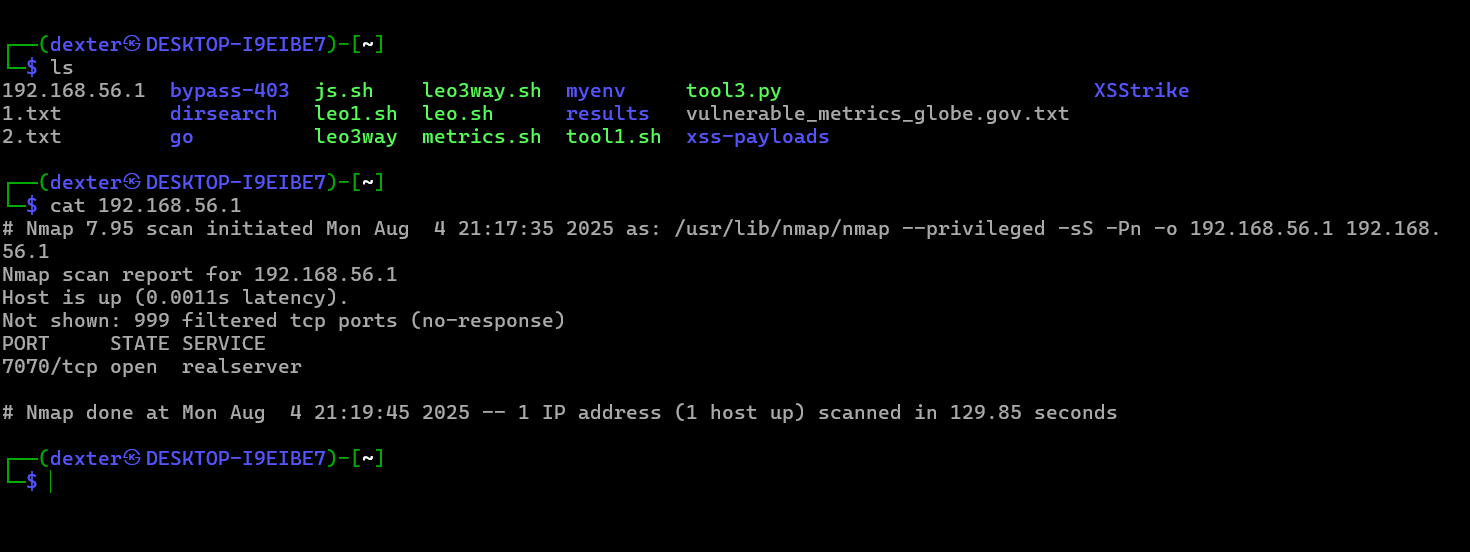 ┌──(dexter㉿DESKTOP-I9EIBE7)-[~]
└─$ ls
192.168.56.1  bypass-403  js.sh    leo3way.sh  myenv    tool3.py                          XSStrike
1.txt         dirsearch   leo1.sh  leo.sh      results  vulnerable_metrics_globe.gov.txt
2.txt         go          leo3way  metrics.sh  tool1.sh  xss-payloads
┌──(dexter㉿DESKTOP-I9EIBE7)-[~]
└─$ cat 192.168.56.1
# Nmap 7.95 scan initiated Mon Aug  4 21:17:35 2025 as: /usr/lib/nmap/nmap --privileged -sS -Pn -o 192.168.56.1 192.168.
56.1
Nmap scan report for 192.168.56.1
Host is up (0.0011s latency).
Not shown: 999 filtered tcp ports (no-response)
PORT     STATE SERVICE
7070/tcp open  realserver
# Nmap done at Mon Aug  4 21:19:45 2025 -- 1 IP address (1 host up) scanned in 129.85 seconds
┌──(dexter㉿DESKTOP-I9EIBE7)-[~]
└─$